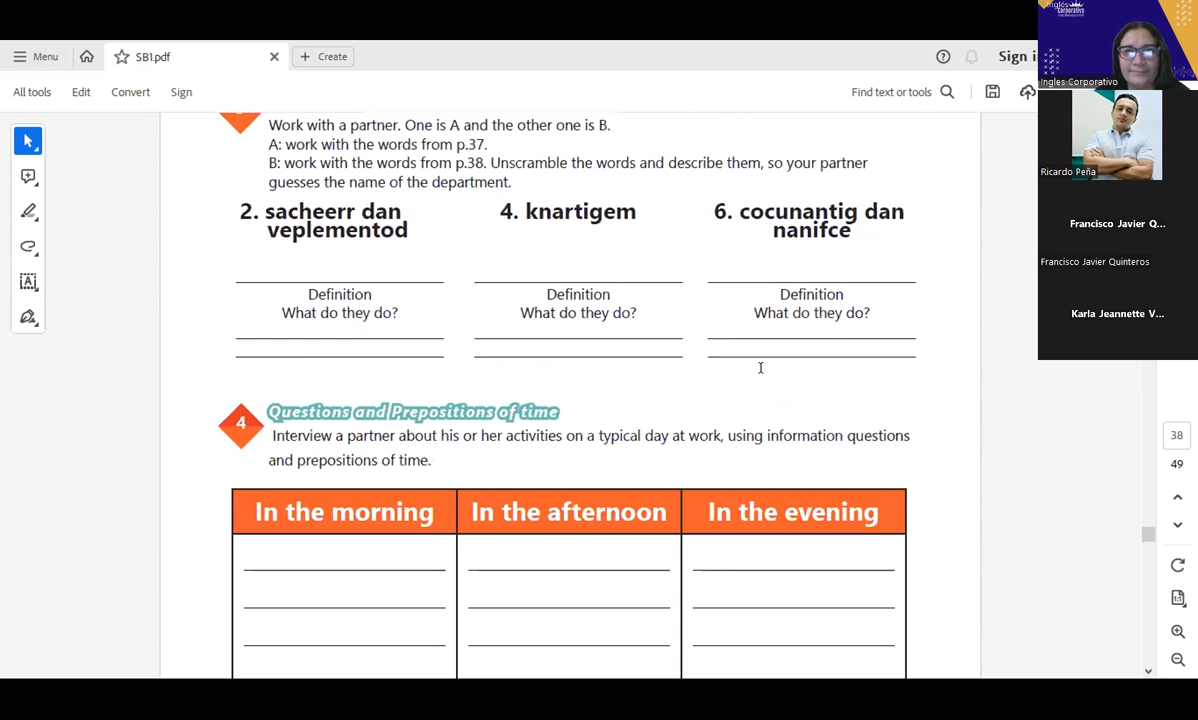 Menu
SB1.pdf
Create
Sign i
All tools
Edit
Convert
Sign
Find text or tools
Work with a partner. One is A and the other one is B.
A: work with the words from p.37.
B: work with the words from p.38. Unscramble the words and describe them, so your partner
guesses the name of the department.
2. sacheerr dan
veplementod
4. knartigem
6. cocunantig dan
nanifce
Definition
What do they do?
Definition
What do they do?
Definition
What do they do?
4
Questions and Prepositions of time
Interview a partner about his or her activities on a typical day at work, using information questions
and prepositions of time.
In the morning
In the afternoon
In the evening
38
49
Inglés
Corporativo
Ingles Corporativo
Ricardo Peña
Francisco Javier Q...
Francisco Javier Quinteros
Karla Jeannette V...